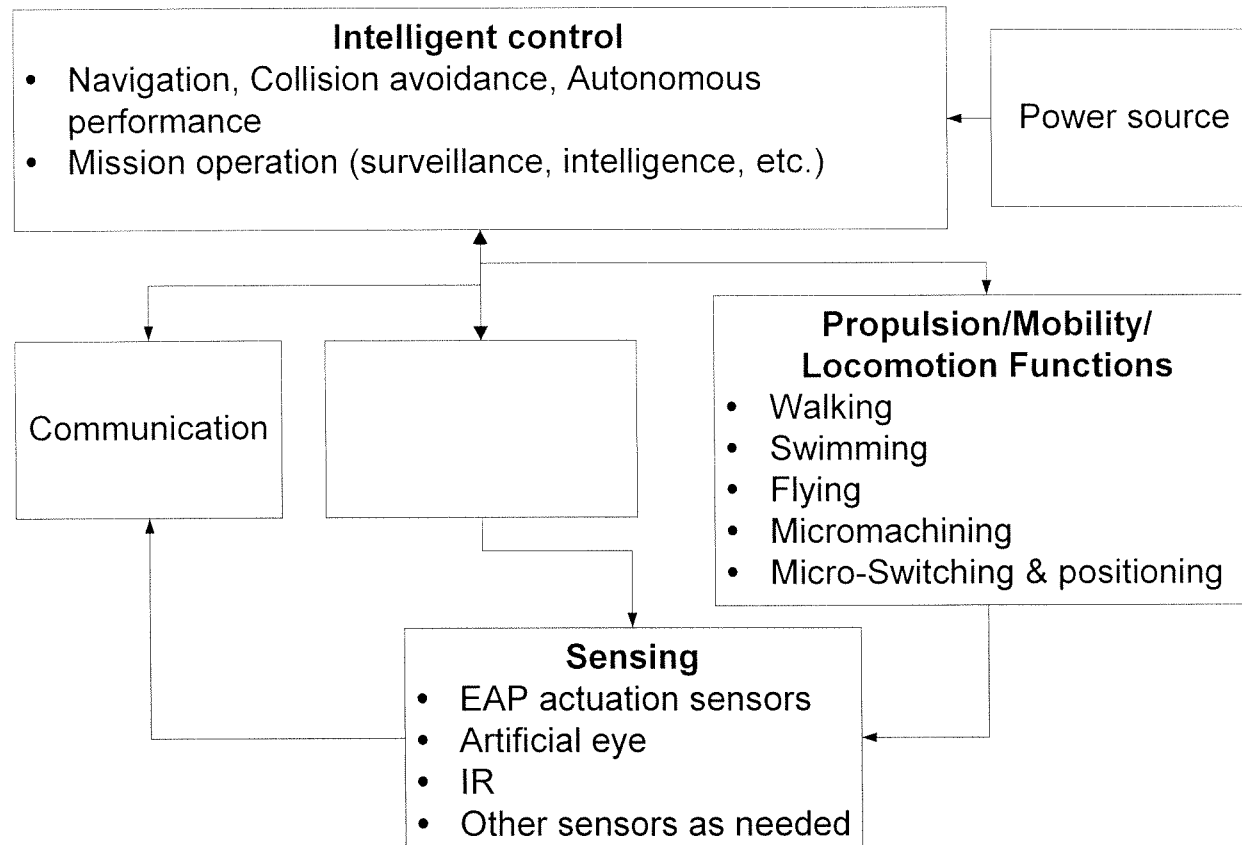 Intelligent control
• Navigation, Collision avoidance, Autonomous
performance
• Mission operation (surveillance, intelligence, etc.)
Power source
Communication
Propulsion/Mobility/
Locomotion Functions
• Walking
• Swimming
• Flying
• Micromachining
• Micro-Switching & positioning
Sensing
• EAP actuation sensors
• Artificial eye
• IR
• Other sensors as needed